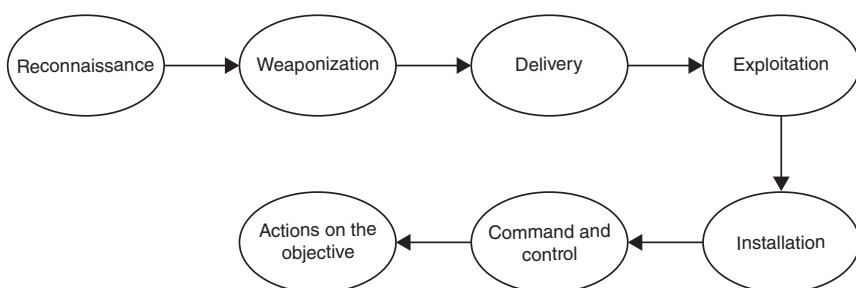 Reconnaissance
Weaponization
Delivery
Exploitation
Installation
Command and
control
Actions on the
objective